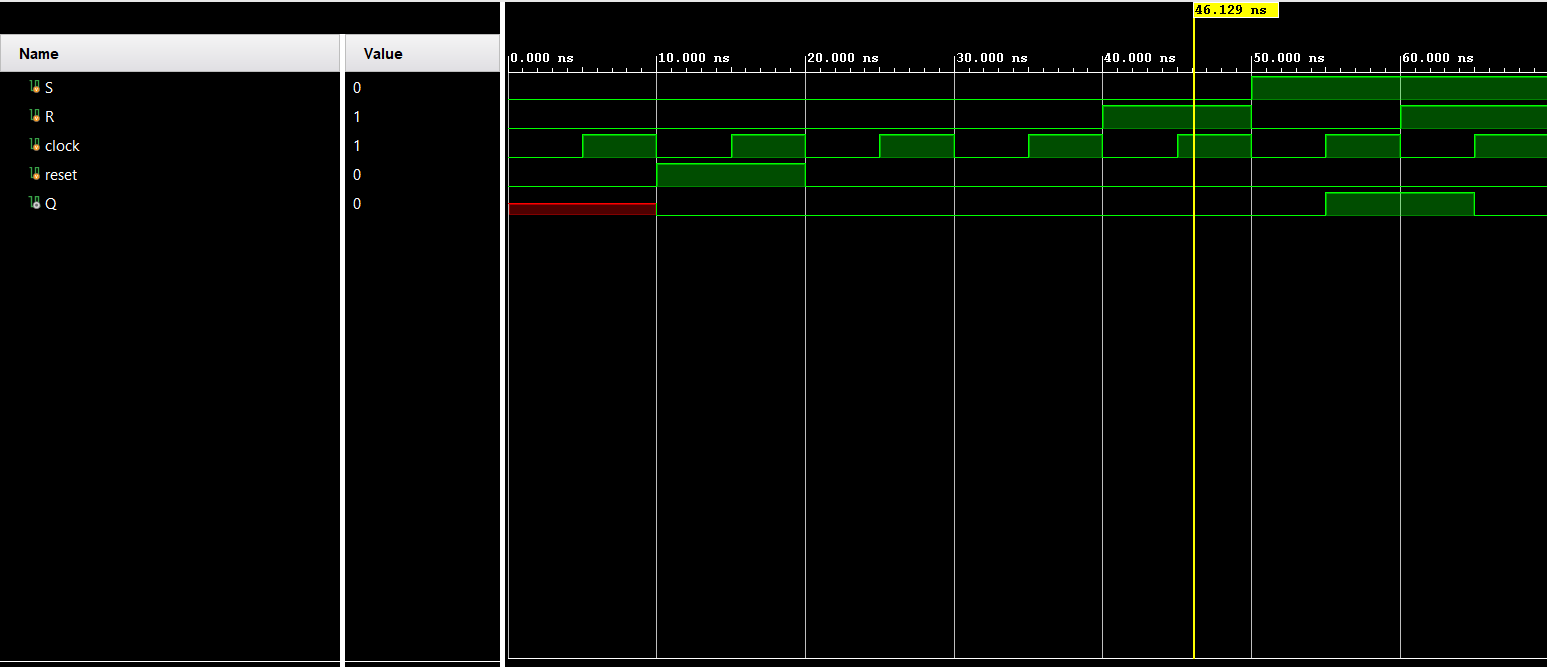 46.129 ns
Name Value
0.000 ns 10.000 ns 20.000 ns 30.000 ns 40.000 ns 50.000 ns 60.000 ns
S 0
R 1
clock 1
reset 0
Q 0